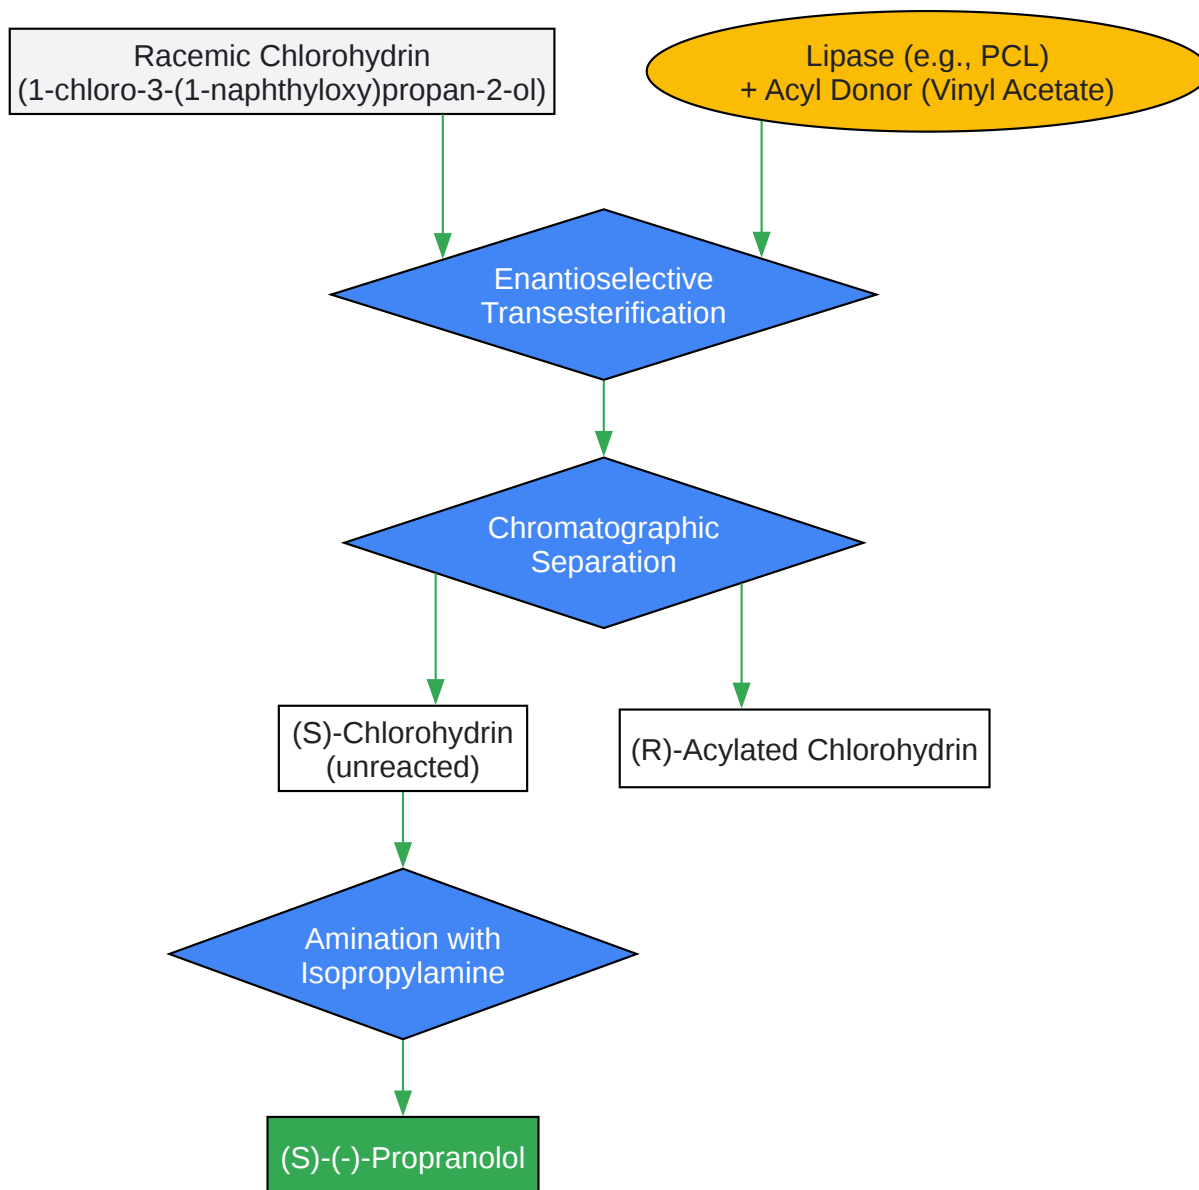 Racemic Chlorohydrin
(1-chloro-3-(1-naphthyloxy)propan-2-ol)
Lipase (e.g., PCL)
+ Acyl Donor (Vinyl Acetate)
Enantioselective
Transesterification
Chromatographic
Separation
(S)-Chlorohydrin
(unreacted)
(R)-Acylated Chlorohydrin
Amination with
Isopropylamine
(S)-(-)-Propranolol